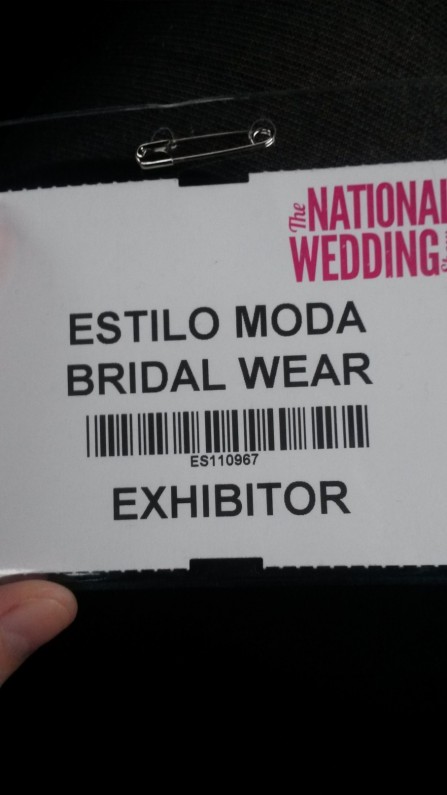 The NATIONAL
WEDDING
ESTILO MODA
BRIDAL WEAR
ES110967
EXHIBITOR